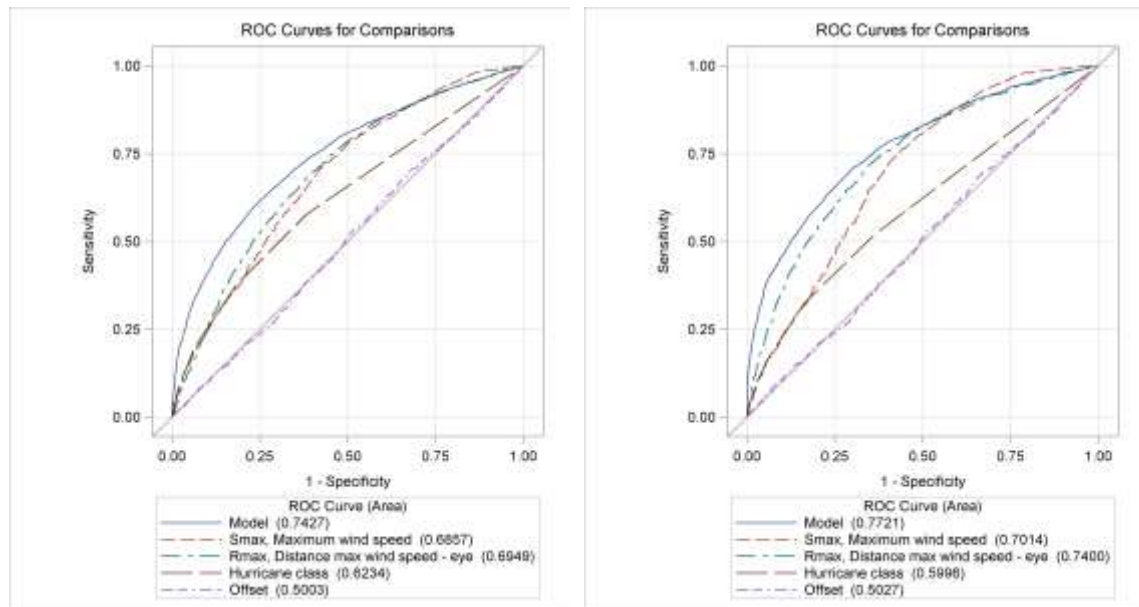 ROC Curves for Comparisons
1.00
0.75
0.50
0.25
0.00
Sensitivity
0.00 0.25 0.50 0.75 1.00
1 - Specificity
ROC Curve (Area)
Model (0.7427)
Smax, Maximum wind speed (0.6857)
Rmax, Distance max wind speed - eye (0.6949)
Hurricane class (0.6234)
Offset (0.5003)
ROC Curves for Comparisons
1.00
0.75
0.50
0.25
0.00
Sensitivity
0.00 0.25 0.50 0.75 1.00
1 - Specificity
ROC Curve (Area)
Model (0.7721)
Smax, Maximum wind speed (0.7014)
Rmax, Distance max wind speed - eye (0.7400)
Hurricane class (0.5996)
Offset (0.5027)